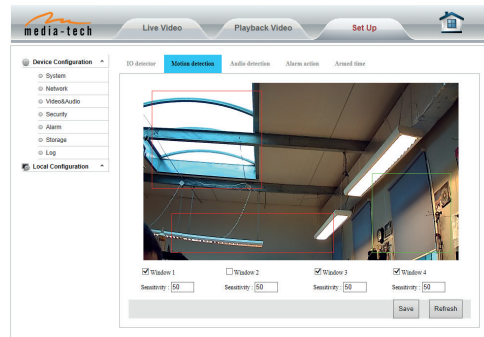 media-tech
Live Video
Playback Video
Set Up
Device Configuration
System
Network
Video&Audio
Security
Alarm
Storage
Log
Local Configuration
IO detector
Motion detection
Audio detection
Alarm action
Armed time
Window 1
Window 2
Window 3
Window 4
Sensitivity : 50
Sensitivity : 50
Sensitivity : 50
Sensitivity : 50
Save
Refresh